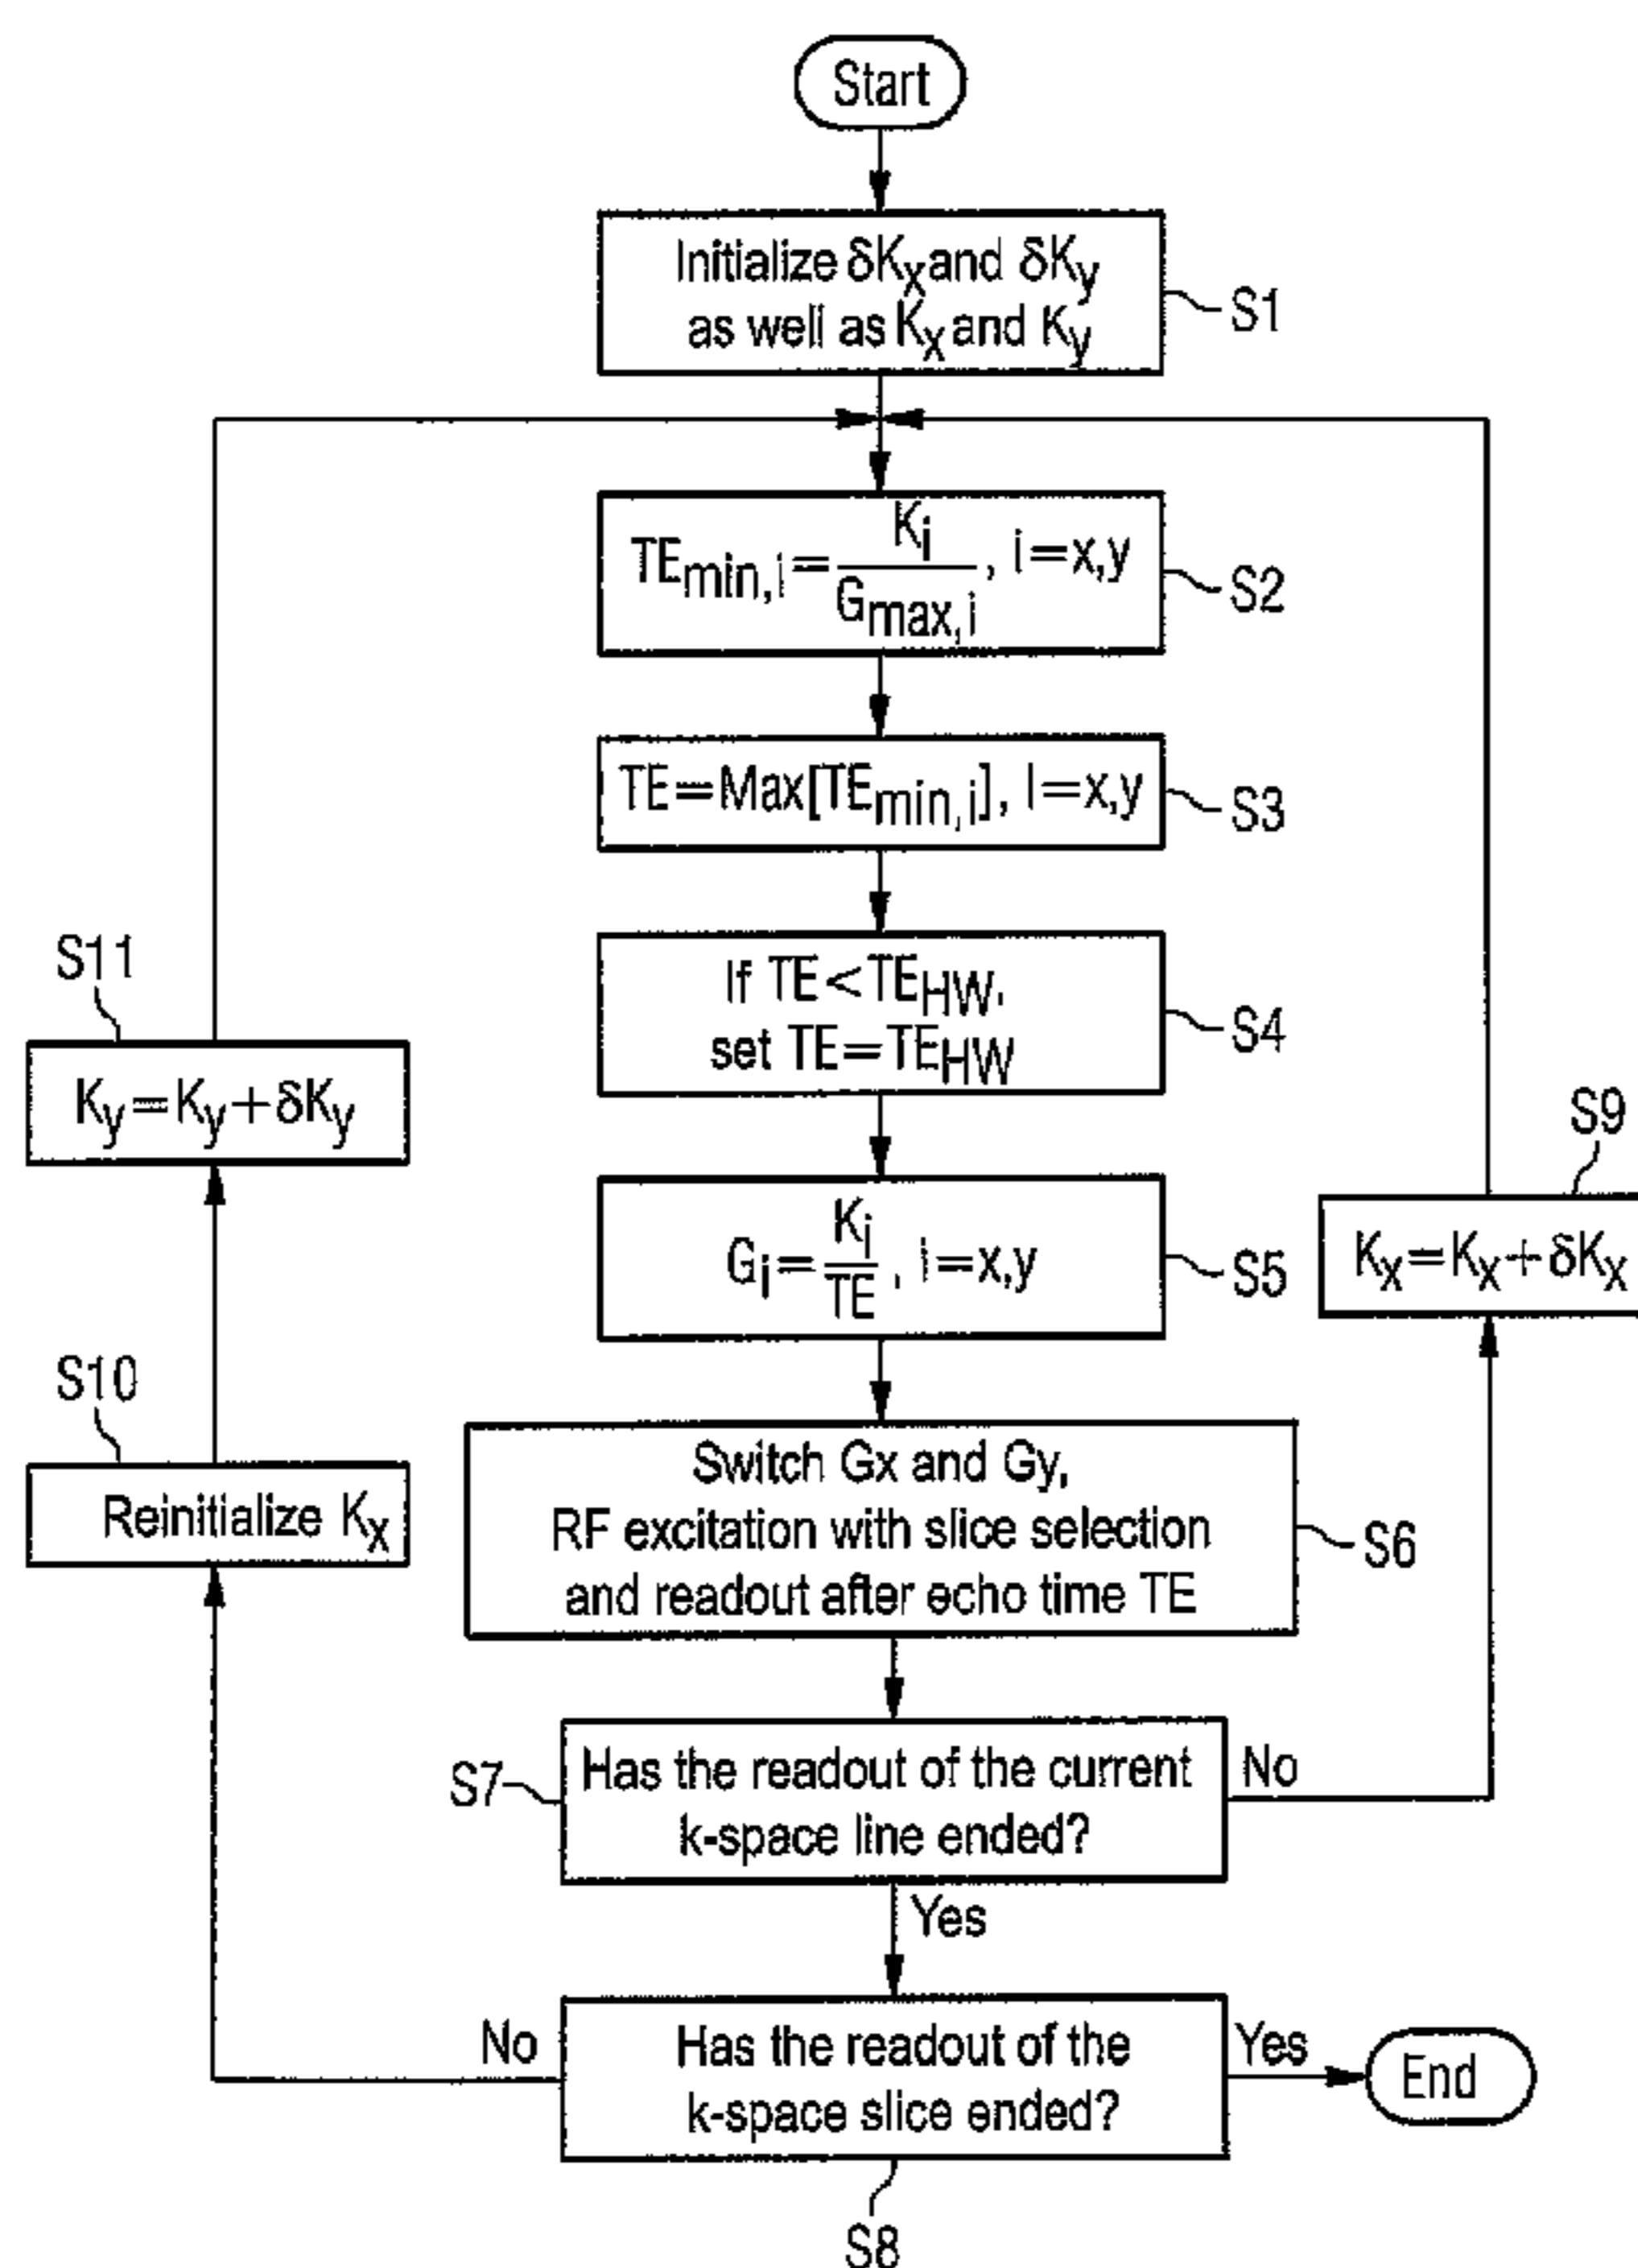 Start
Initialize δKx and δKy
as well as Kx and Ky
S1
TEmin,i = Ki / Gmax,i , i=x,y
S2
TE=Max[TEmin,i], i=x,y
S3
If TE<TEHW,
set TE=TEHW
S4
Gi = Ki / TE , i=x,y
S5
Switch Gx and Gy,
RF excitation with slice selection
and readout after echo time TE
S6
S7
Has the readout of the current
k-space line ended?
No
Yes
S9
Kx=Kx+δKx
Has the readout of the
k-space slice ended?
S8
Yes
End
No
S10
Reinitialize Kx
S11
Ky=Ky+δKy